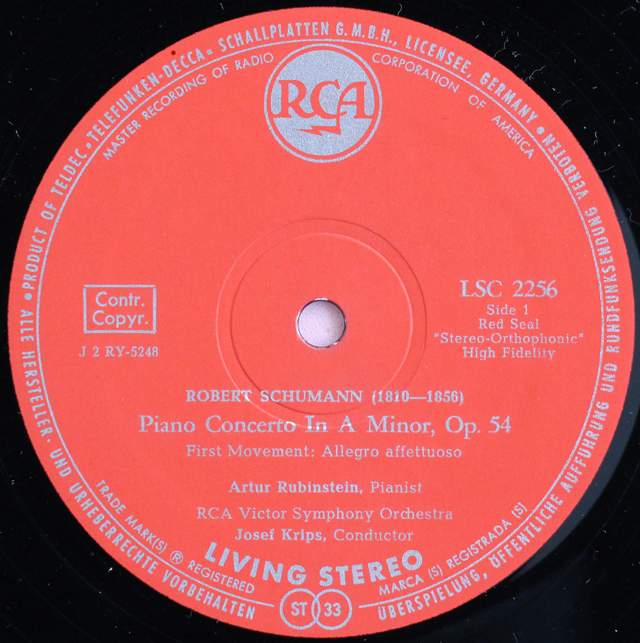 PRODUCT OF TELDEC • „TELEFUNKEN-DECCA“ SCHALLPLATTEN G.M.B.H., LICENSEE, GERMANY •
MASTER RECORDING OF RADIO CORPORATION OF AMERICA
RCA
Contr.
Copyr.
J 2 RY-5248
LSC 2256
Side 1
Red Seal
"Stereo-Orthophonic"
High Fidelity
ROBERT SCHUMANN (1810—1856)
Piano Concerto In A Minor, Op. 54
First Movement: Allegro affettuoso
Artur Rubinstein, Pianist
RCA Victor Symphony Orchestra
Josef Krips, Conductor
TRADE MARK(S) ® REGISTERED
MARCA (S) REGISTRADA (S)
LIVING STEREO
ST 33
• ALLE HERSTELLER- UND URHEBERRECHTE VORBEHALTEN
ÜBERSPIELUNG, ÖFFENTLICHE AUFFÜHRUNG UND RUNDFUNKSENDUNG VERBOTEN